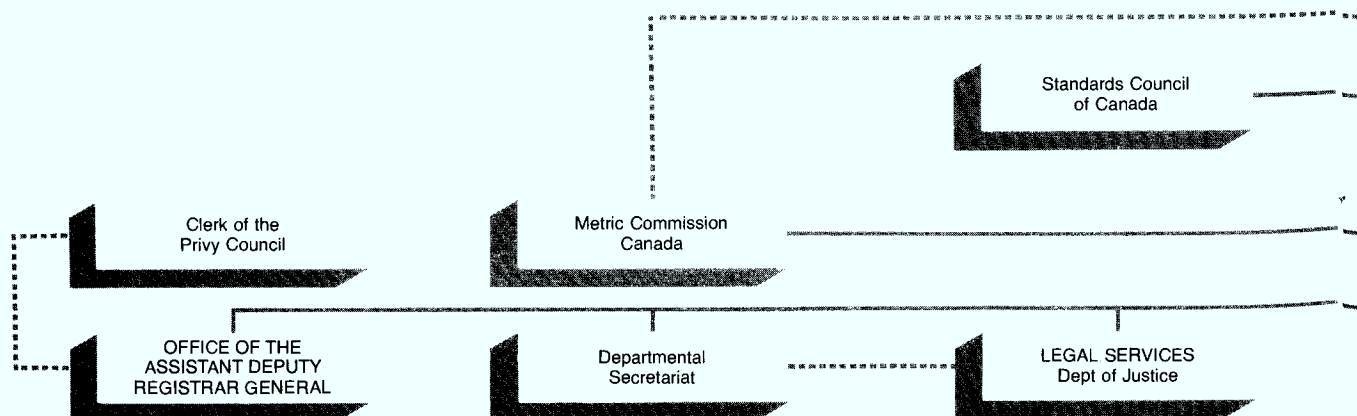 Standards Council
of Canada
Clerk of the
Privy Council
Metric Commission
Canada
OFFICE OF THE
ASSISTANT DEPUTY
REGISTRAR GENERAL
Departmental
Secretariat
LEGAL SERVICES
Dept of Justice